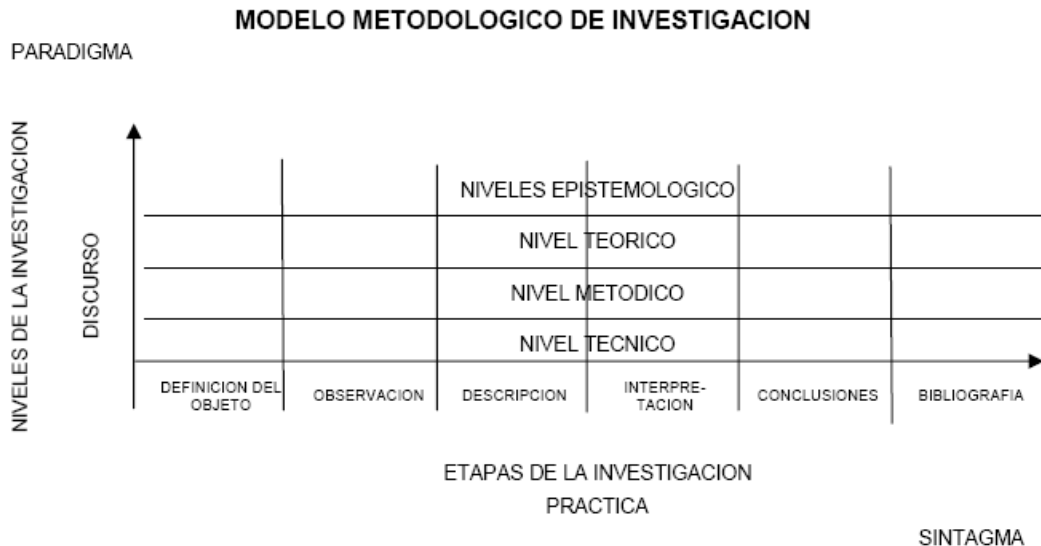 MODELO METODOLOGICO DE INVESTIGACION
PARADIGMA
NIVELES DE LA INVESTIGACION
DISCURSO
NIVELES EPISTEMOLOGICO
NIVEL TEORICO
NIVEL METODICO
NIVEL TECNICO
DEFINICION DEL
OBJETO
OBSERVACION
DESCRIPCION
INTERPRE-
TACION
CONCLUSIONES
BIBLIOGRAFIA
ETAPAS DE LA INVESTIGACION
PRACTICA
SINTAGMA